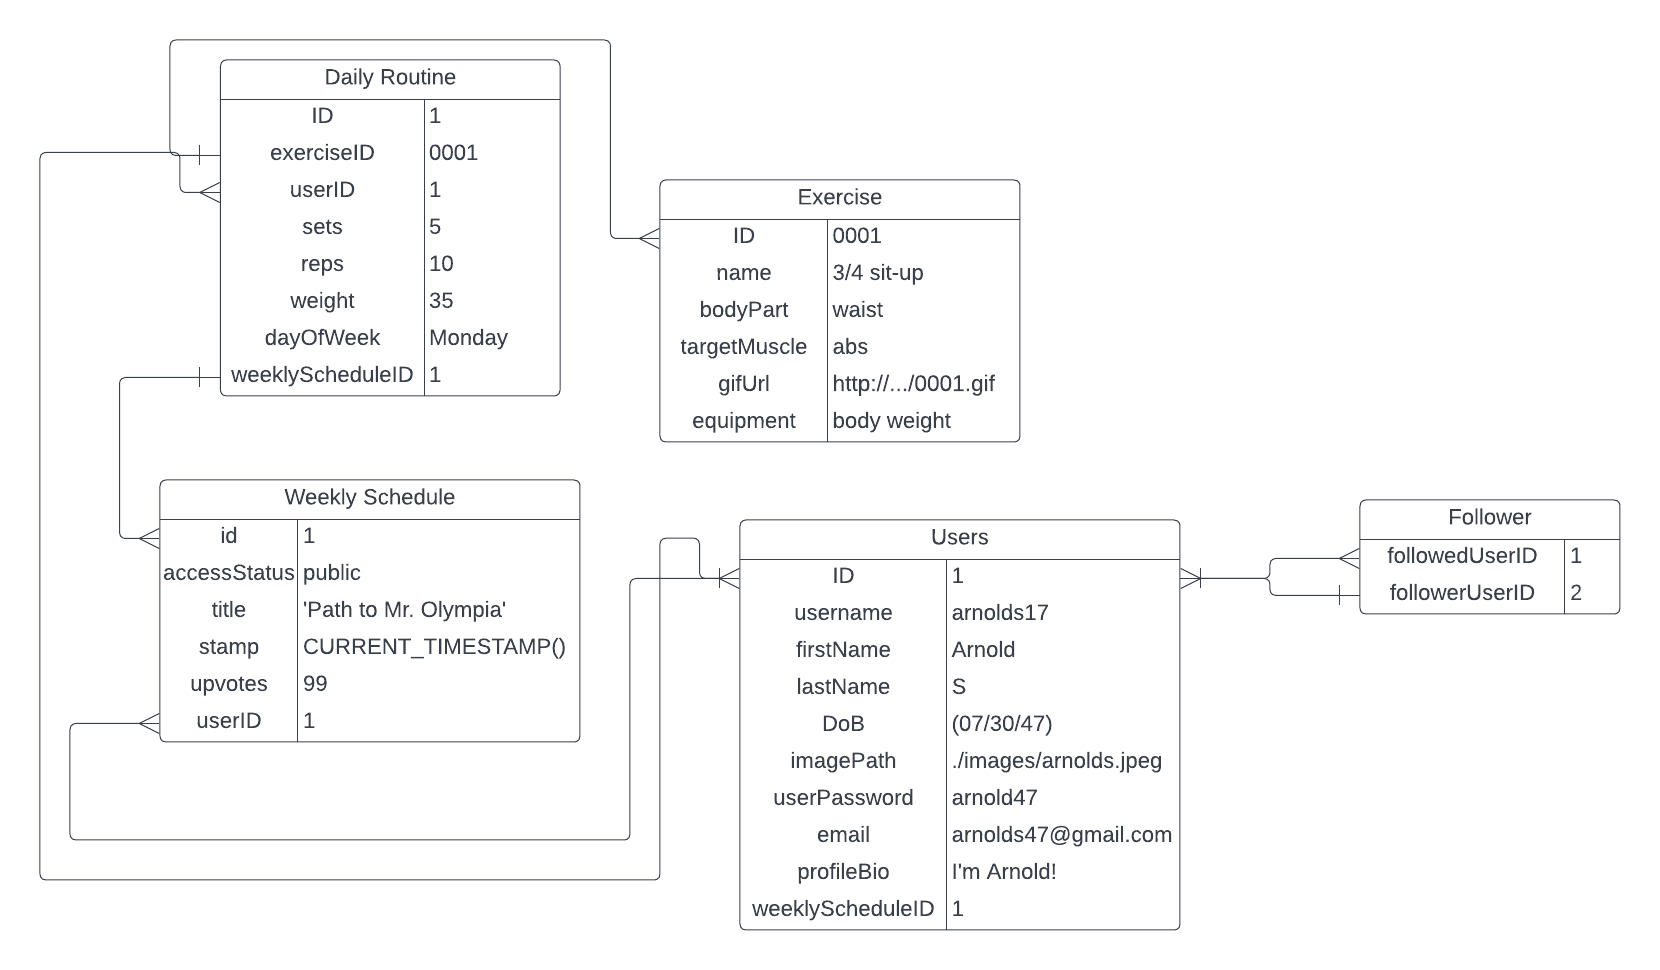 Daily Routine
ID 1
exerciseID 0001
userID 1
sets 5
reps 10
weight 35
dayOfWeek Monday
weeklyScheduleID 1
Exercise
ID 0001
name 3/4 sit-up
bodyPart waist
targetMuscle abs
gifUrl http://.../0001.gif
equipment body weight
Weekly Schedule
id 1
accessStatus public
title 'Path to Mr. Olympia'
stamp CURRENT_TIMESTAMP()
upvotes 99
userID 1
Users
ID 1
username arnolds17
firstName Arnold
lastName S
DoB (07/30/47)
imagePath ./images/arnolds.jpeg
userPassword arnold47
email arnolds47@gmail.com
profileBio I'm Arnold!
weeklyScheduleID 1
Follower
followedUserID 1
followerUserID 2